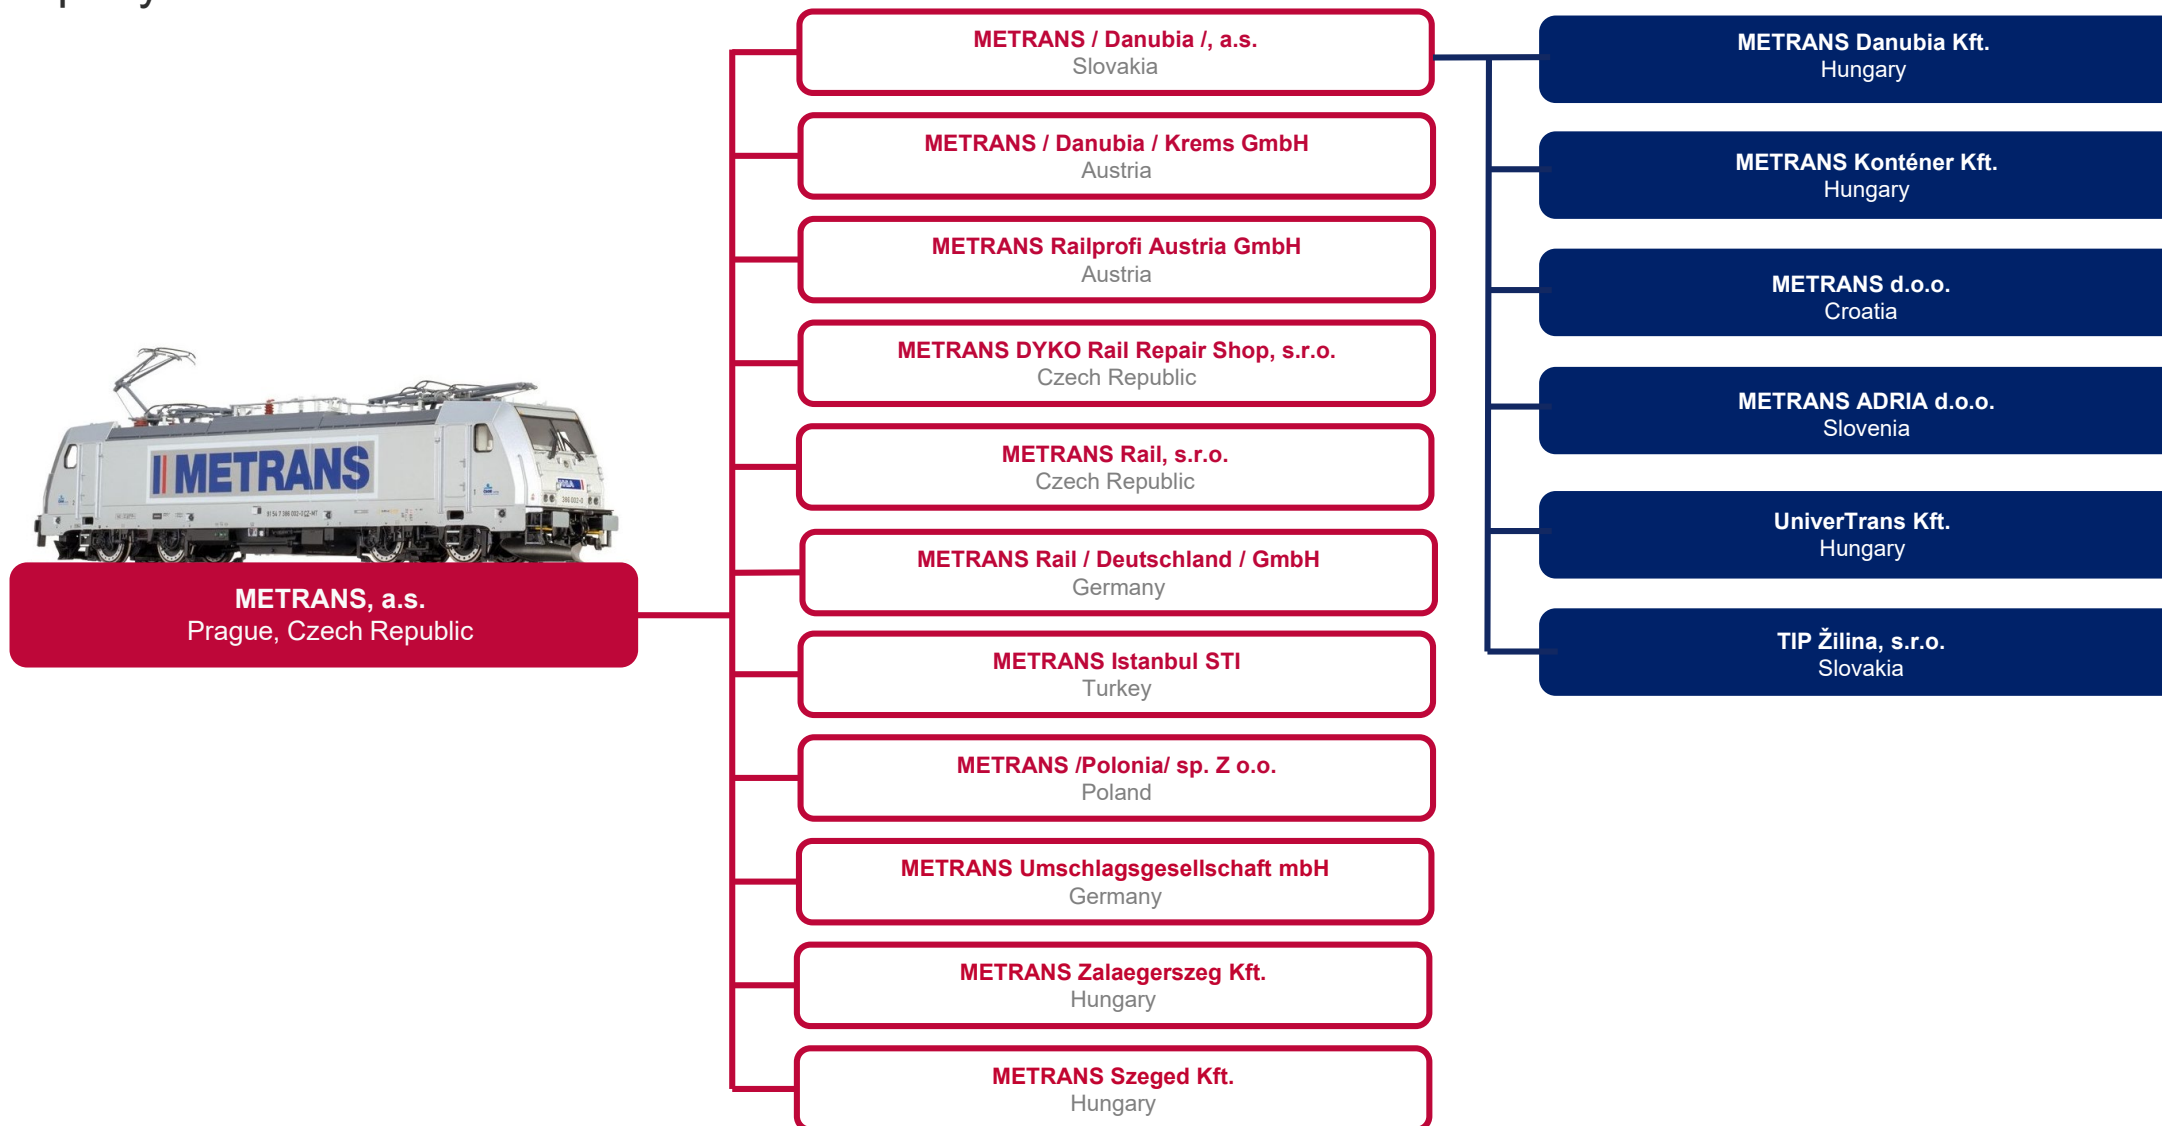 METRANS
METRANS, a.s.
Prague, Czech Republic
METRANS / Danubia /, a.s.
Slovakia
METRANS / Danubia / Krems GmbH
Austria
METRANS Railprofi Austria GmbH
Austria
METRANS DYKO Rail Repair Shop, s.r.o.
Czech Republic
METRANS Rail, s.r.o.
Czech Republic
METRANS Rail / Deutschland / GmbH
Germany
METRANS Istanbul STI
Turkey
METRANS /Polonia/ sp. Z o.o.
Poland
METRANS Umschlagsgesellschaft mbH
Germany
METRANS Zalaegerszeg Kft.
Hungary
METRANS Szeged Kft.
Hungary
METRANS Danubia Kft.
Hungary
METRANS Konténer Kft.
Hungary
METRANS d.o.o.
Croatia
METRANS ADRIA d.o.o.
Slovenia
UniverTrans Kft.
Hungary
TIP Žilina, s.r.o.
Slovakia